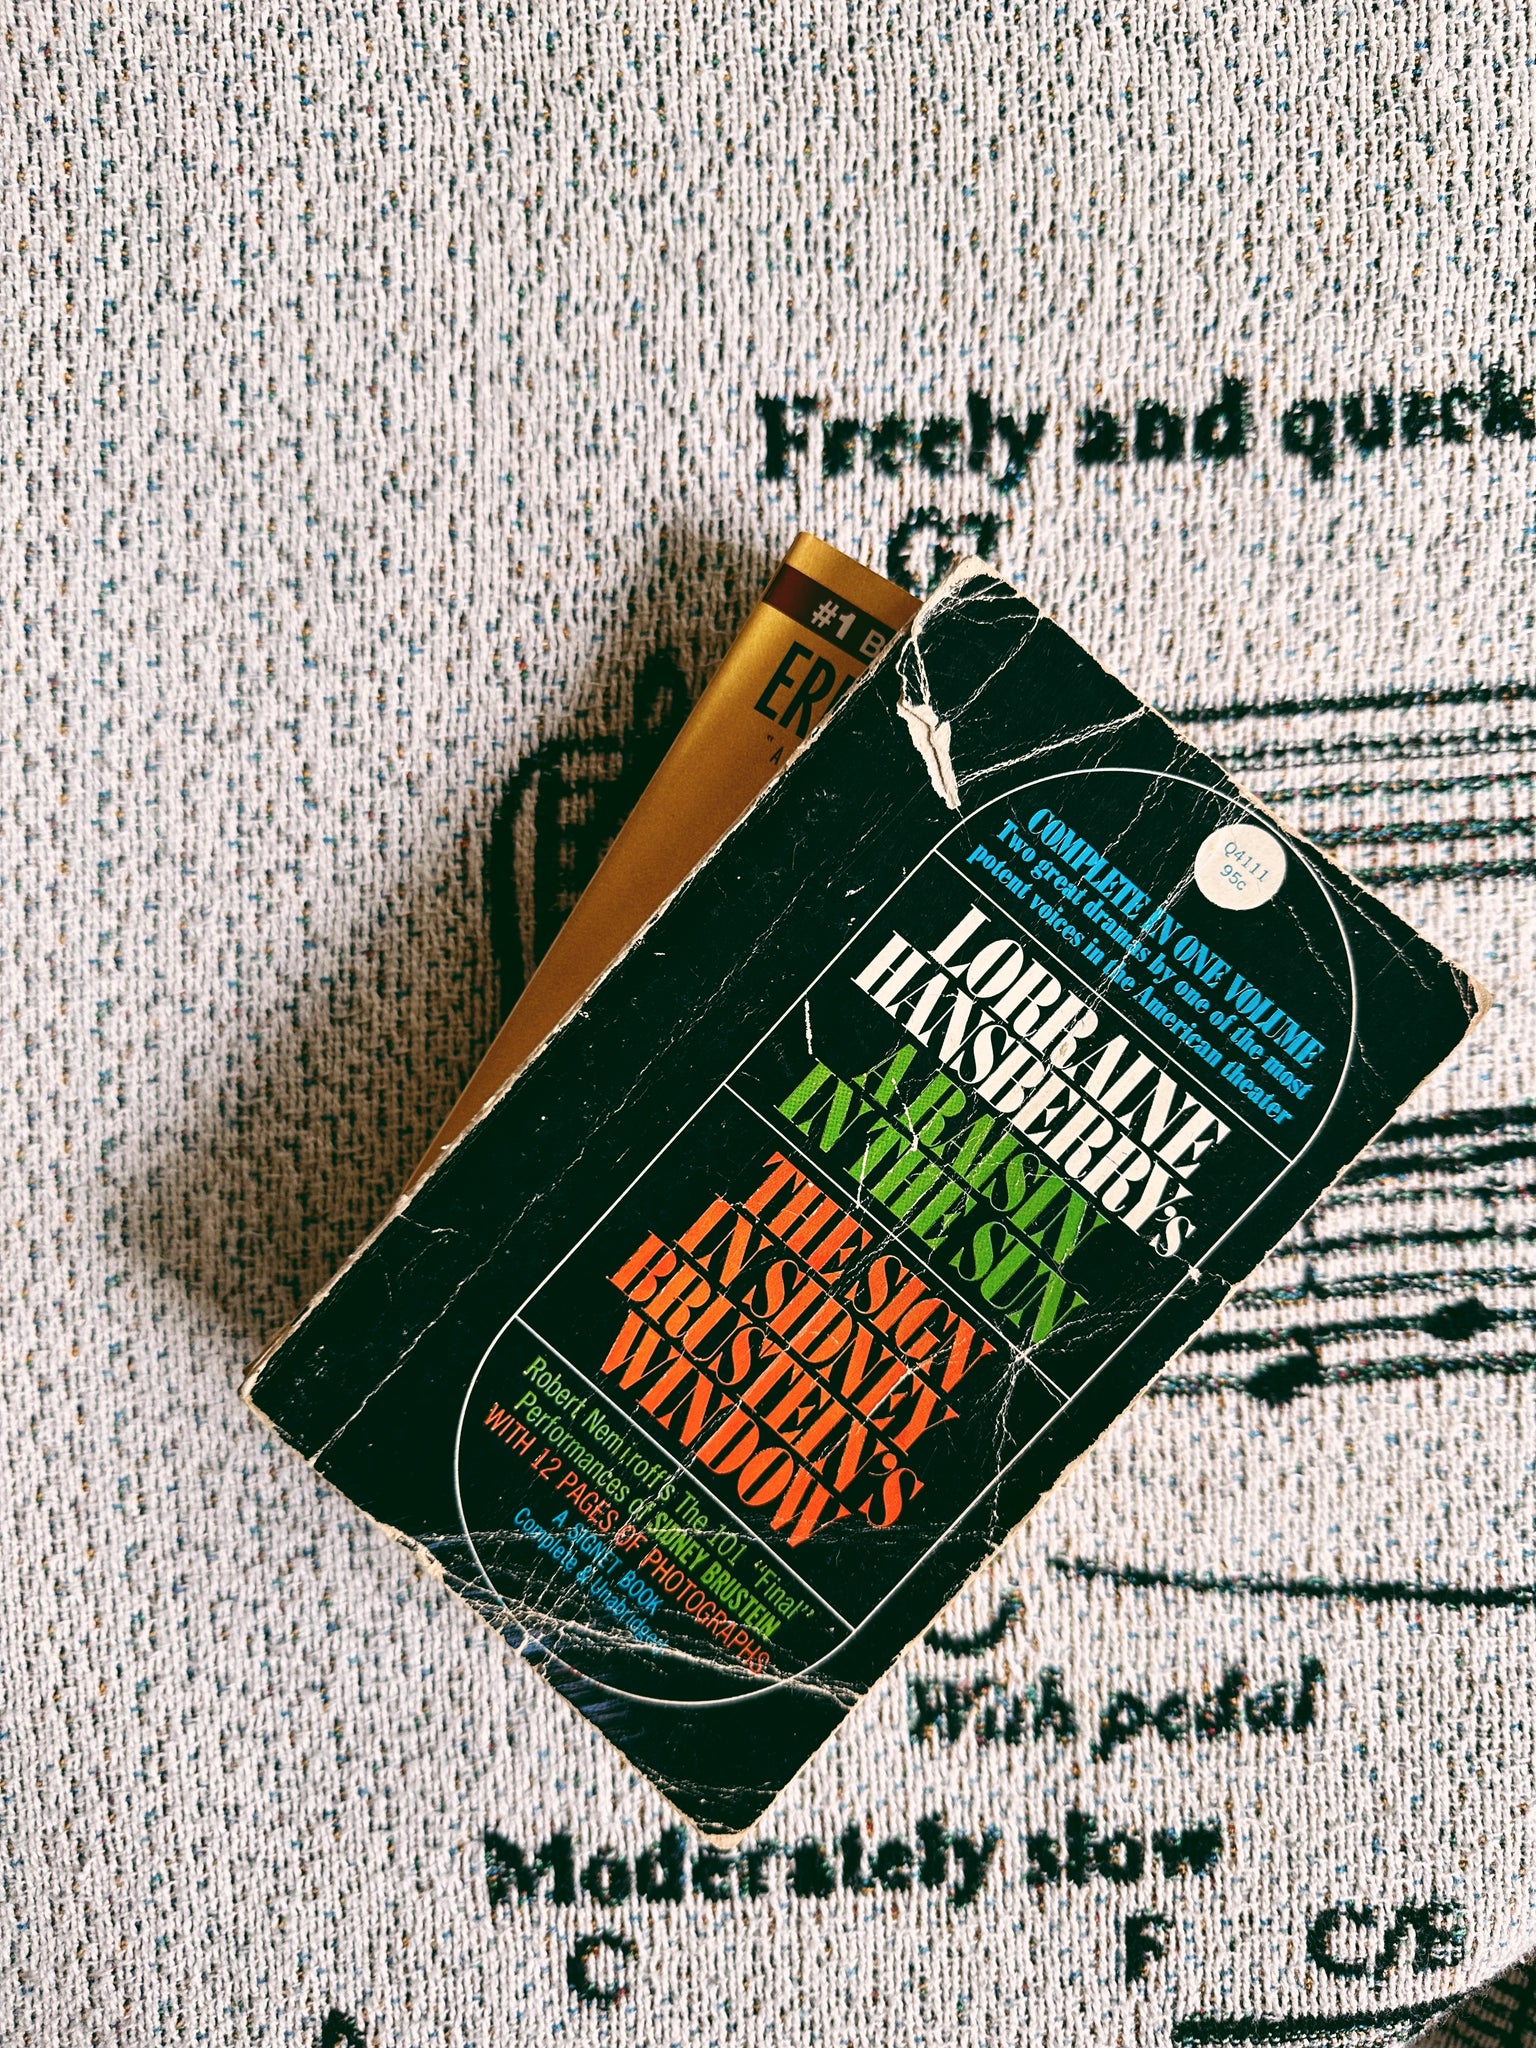 Freely and quick
G7
#1 B
ERI
"A
Q4111
95c
COMPLETE IN ONE VOLUME
Two great dramas by one of the most
potent voices in the American theater
LORRAINE
HANSBERRY'S
A RAISIN
IN THE SUN
THE SIGN
IN SIDNEY
BRUSTEIN'S
WINDOW
Robert Nemiroff's The 101 "Final"
Performances of SIDNEY BRUSTEIN
WITH 12 PAGES OF PHOTOGRAPHS
A SIGNET BOOK
Complete & Unabridged
With pedal
Moderately slow
C
F